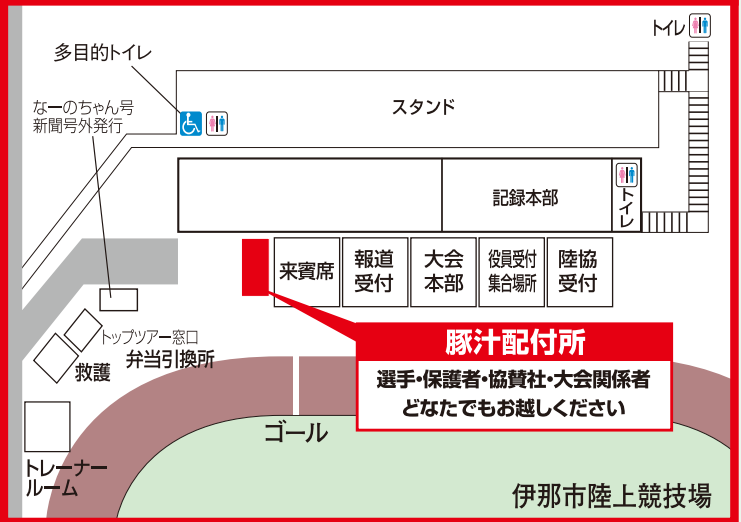 トイレ
多目的トイレ
なーのちゃん号
新聞号外発行
スタンド
記録本部
トイレ
来賓席
報道
受付
大会
本部
役員受付
集合場所
陸協
受付
トップツアー窓口
弁当引換所
救護
豚汁配付所
選手・保護者・協賛社・大会関係者
どなたでもお越しください
ゴール
トレーナー
ルーム
伊那市陸上競技場